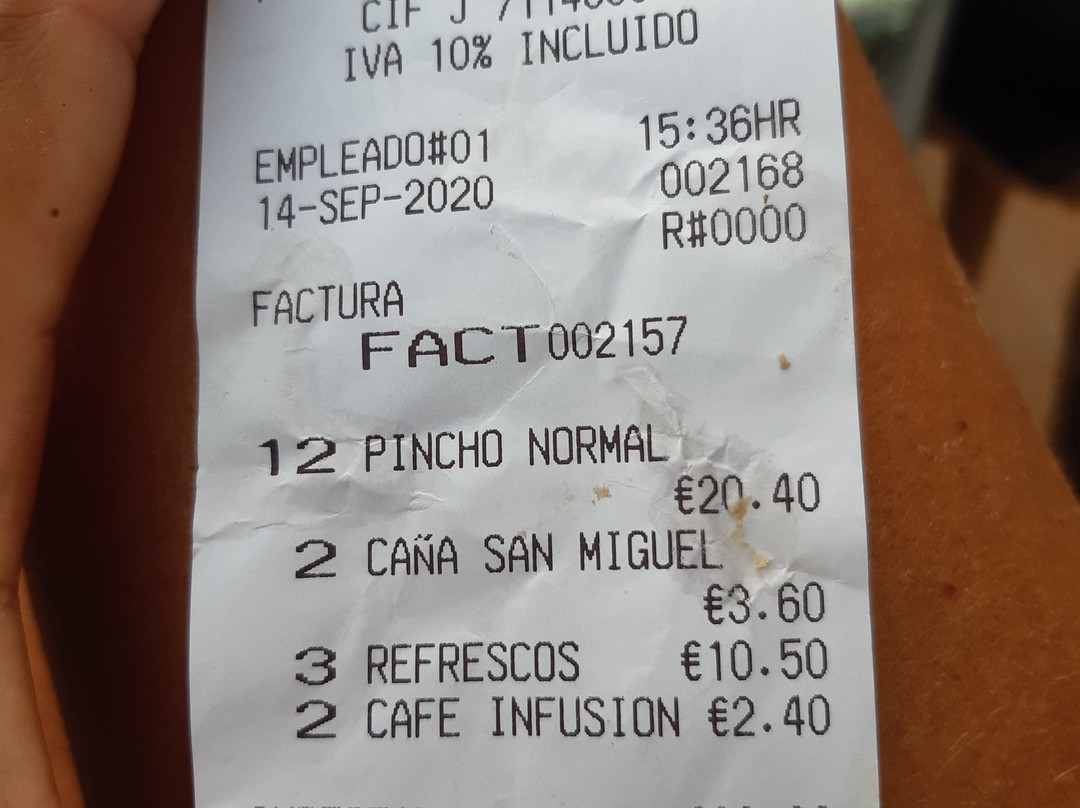 CIF J
IVA 10% INCLUIDO
EMPLEADO#01 15:36HR
14-SEP-2020 002168
R#0000
FACTURA
FACT002157
12 PINCHO NORMAL
€20.40
2 CAÑA SAN MIGUEL
€3.60
3 REFRESCOS €10.50
2 CAFE INFUSION €2.40